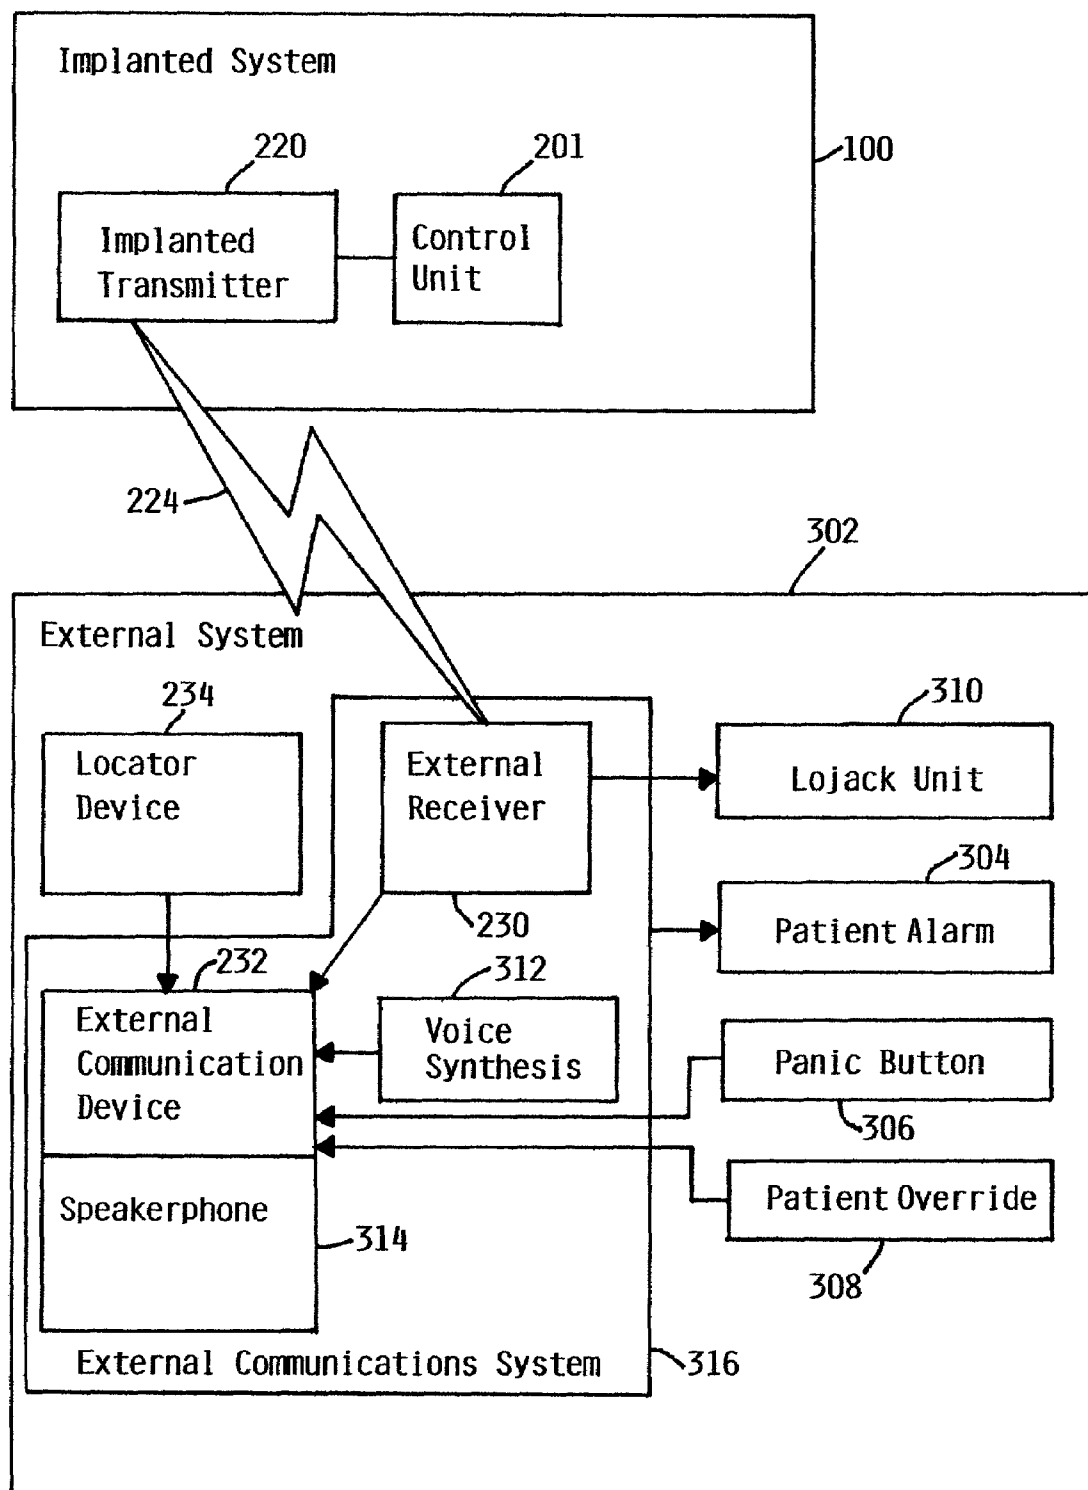 Implanted System
220
201
100
Implanted
Transmitter
Control
Unit
224
302
External System
234
310
Locator
Device
External
Receiver
Lojack Unit
304
230
Patient Alarm
232
312
External
Communication
Device
Voice
Synthesis
Panic Button
306
Speakerphone
314
Patient Override
308
External Communications System
316